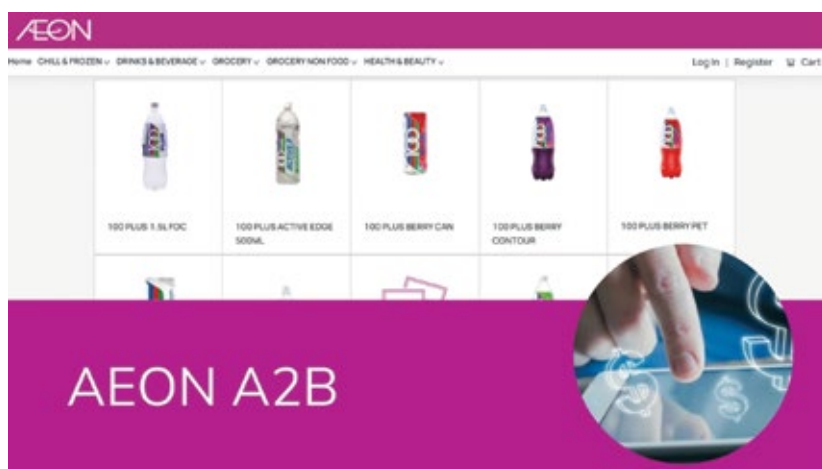 ÆON
Home CHILL & FROZEN DRINKS & BEVERAGE GROCERY GROCERY NON FOOD HEALTH & BEAUTY Log In | Register Cart
100 PLUS 1.5L FOC
100 PLUS ACTIVE EDGE
500ML
100 PLUS BERRY CAN
100 PLUS BERRY
CONTOUR
100 PLUS BERRY PET
AEON A2B